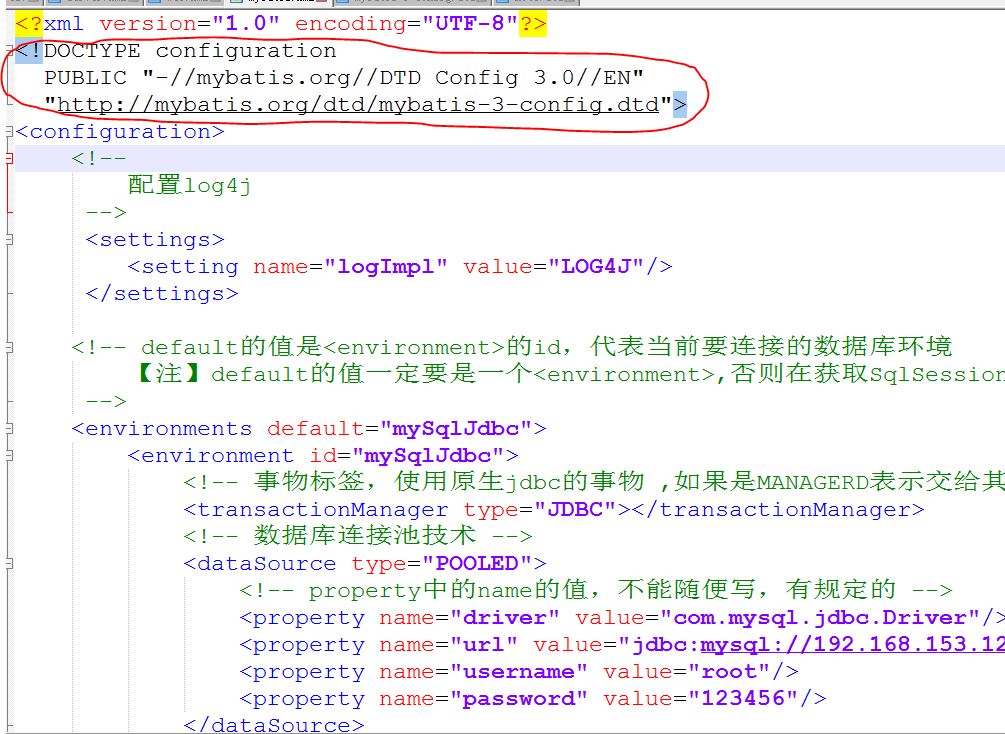 <?xml version="1.0" encoding="UTF-8"?>
<!DOCTYPE configuration
PUBLIC "-//mybatis.org//DTD Config 3.0//EN"
"http://mybatis.org/dtd/mybatis-3-config.dtd">
<configuration>
<!--
配置log4j
-->
<settings>
<setting name="logImpl" value="LOG4J"/>
</settings>
<!-- default的值是<environment>的id，代表当前要连接的数据库环境
【注】default的值一定要是一个<environment>,否则在获取SqlSession
-->
<environments default="mySqlJdbc">
<environment id="mySqlJdbc">
<!-- 事物标签，使用原生jdbc的事物 ,如果是MANAGERD表示交给其
<transactionManager type="JDBC"></transactionManager>
<!-- 数据库连接池技术 -->
<dataSource type="POOLED">
<!-- property中的name的值，不能随便写，有规定的 -->
<property name="driver" value="com.mysql.jdbc.Driver"/>
<property name="url" value="jdbc:mysql://192.168.153.12
<property name="username" value="root"/>
<property name="password" value="123456"/>
</dataSource>